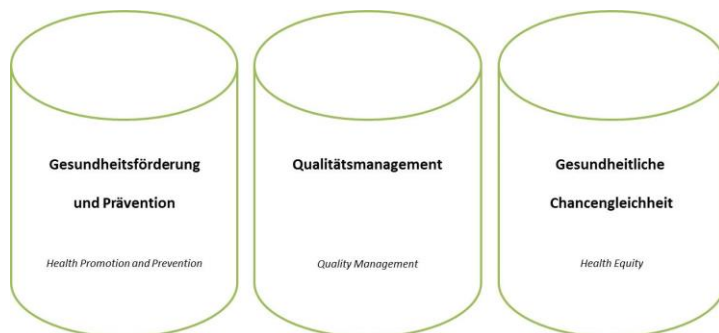 Gesundheitsförderung
und Prävention
Health Promotion and Prevention
Qualitätsmanagement
Quality Management
Gesundheitliche
Chancengleichheit
Health Equity